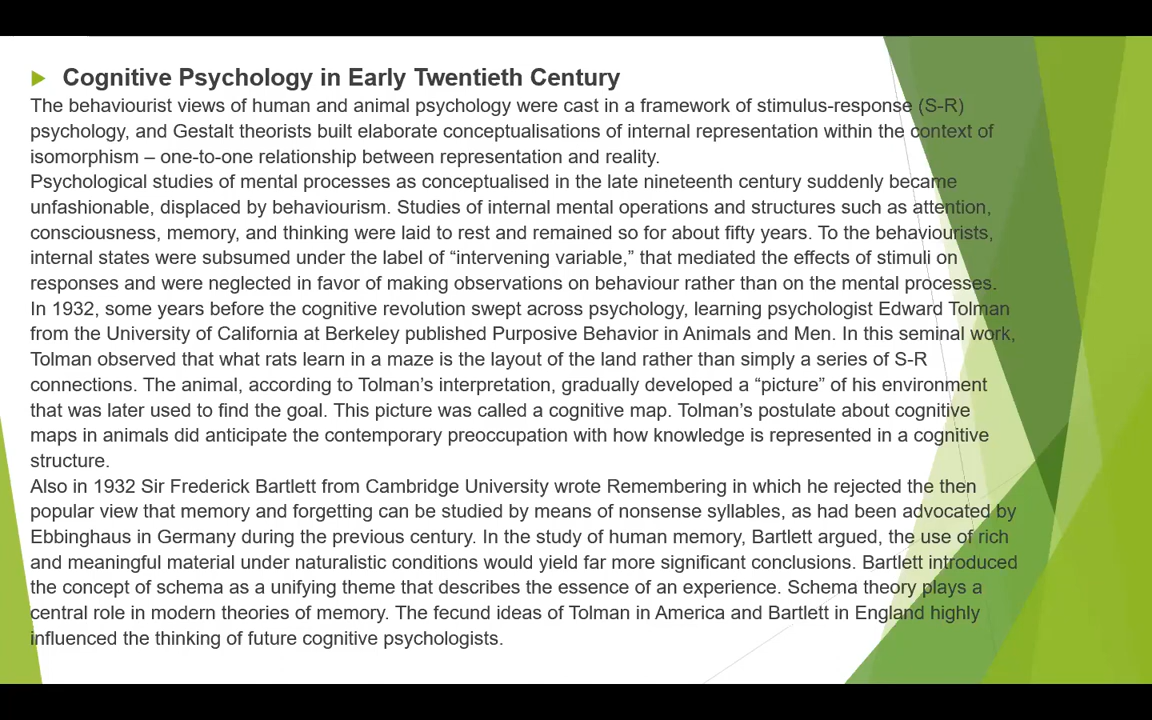 Cognitive Psychology in Early Twentieth Century
The behaviourist views of human and animal psychology were cast in a framework of stimulus-response (S-R)
psychology, and Gestalt theorists built elaborate conceptualisations of internal representation within the context of
isomorphism – one-to-one relationship between representation and reality.
Psychological studies of mental processes as conceptualised in the late nineteenth century suddenly became
unfashionable, displaced by behaviourism. Studies of internal mental operations and structures such as attention,
consciousness, memory, and thinking were laid to rest and remained so for about fifty years. To the behaviourists,
internal states were subsumed under the label of “intervening variable,” that mediated the effects of stimuli on
responses and were neglected in favor of making observations on behaviour rather than on the mental processes.
In 1932, some years before the cognitive revolution swept across psychology, learning psychologist Edward Tolman
from the University of California at Berkeley published Purposive Behavior in Animals and Men. In this seminal work,
Tolman observed that what rats learn in a maze is the layout of the land rather than simply a series of S-R
connections. The animal, according to Tolman’s interpretation, gradually developed a “picture” of his environment
that was later used to find the goal. This picture was called a cognitive map. Tolman’s postulate about cognitive
maps in animals did anticipate the contemporary preoccupation with how knowledge is represented in a cognitive
structure.
Also in 1932 Sir Frederick Bartlett from Cambridge University wrote Remembering in which he rejected the then
popular view that memory and forgetting can be studied by means of nonsense syllables, as had been advocated by
Ebbinghaus in Germany during the previous century. In the study of human memory, Bartlett argued, the use of rich
and meaningful material under naturalistic conditions would yield far more significant conclusions. Bartlett introduced
the concept of schema as a unifying theme that describes the essence of an experience. Schema theory plays a
central role in modern theories of memory. The fecund ideas of Tolman in America and Bartlett in England highly
influenced the thinking of future cognitive psychologists.